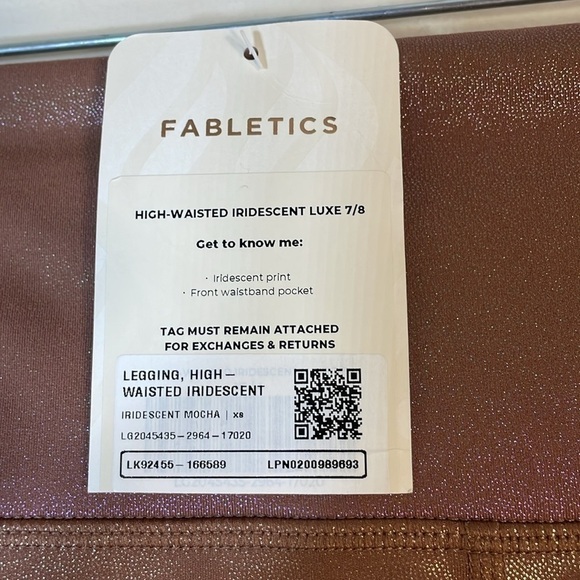 FABLETICS
HIGH-WAISTED IRIDESCENT LUXE 7/8
Get to know me:
· Iridescent print
· Front waistband pocket
TAG MUST REMAIN ATTACHED
FOR EXCHANGES & RETURNS
LEGGING, HIGH-
WAISTED IRIDESCENT
IRIDESCENT MOCHA | xs
LG2045435-2964-17020
LK92455-166589 LPN0200989693